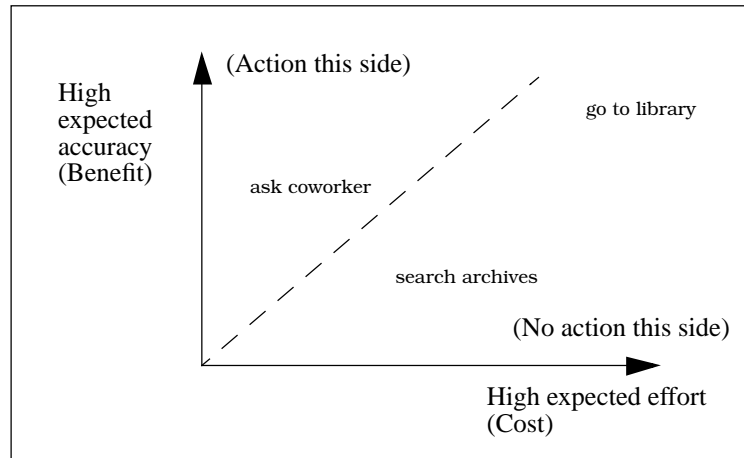 (Action this side)
High
expected
accuracy
(Benefit)
go to library
ask coworker
search archives
(No action this side)
High expected effort
(Cost)